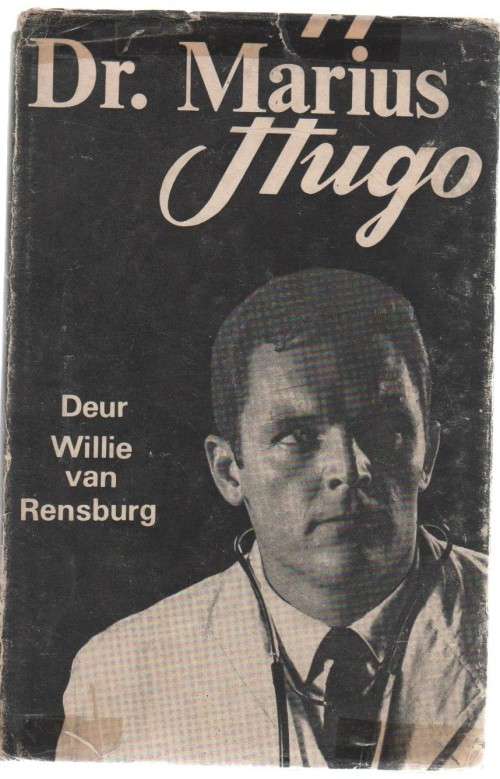 Dr. Marius
Hugo
Deur
Willie
van
Rensburg